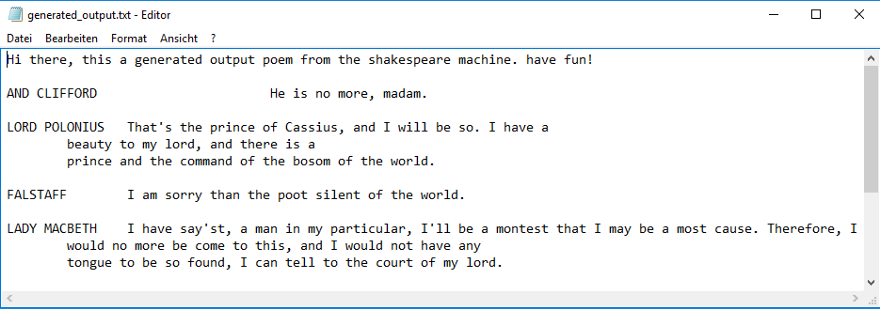 generated_output.txt - Editor
Datei Bearbeiten Format Ansicht ?
Hi there, this a generated output poem from the shakespeare machine. have fun!
AND CLIFFORD He is no more, madam.
LORD POLONIUS That's the prince of Cassius, and I will be so. I have a
beauty to my lord, and there is a
prince and the command of the bosom of the world.
FALSTAFF I am sorry than the poot silent of the world.
LADY MACBETH I have say'st, a man in my particular, I'll be a montest that I may be a most cause. Therefore, I
would no more be come to this, and I would not have any
tongue to be so found, I can tell to the court of my lord.